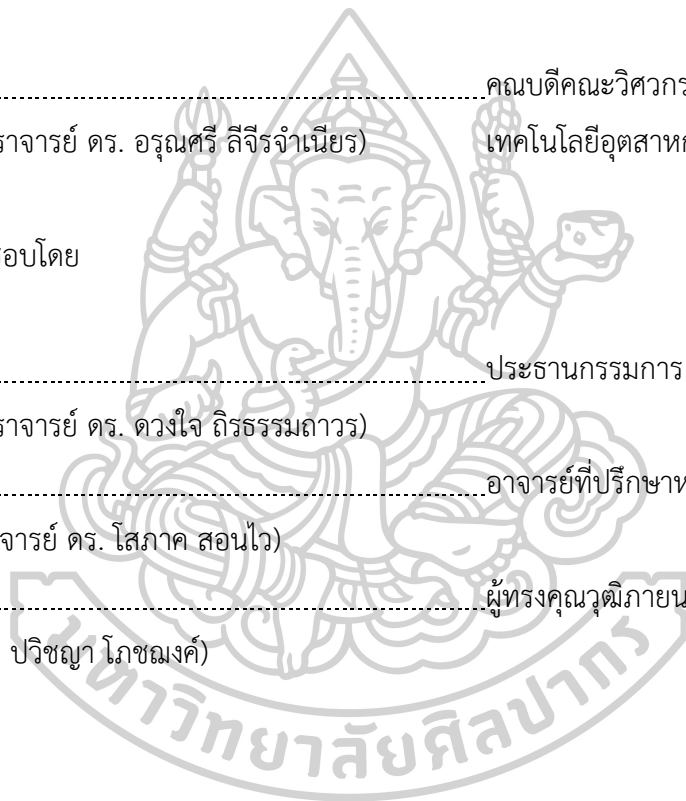 คณบดีคณะวิศวกร
ราจารย์ ดร. อรุณศรี ลีจีรจำเนียร) เทคโนโลยีอุตสาหก
สอบโดย
ประธานกรรมการ
ราจารย์ ดร. ดวงใจ ถิรธรรมถาวร)
อาจารย์ที่ปรึกษาห
จารย์ ดร. โสภาค สอนไว)
ผู้ทรงคุณวุฒิภายน
ปวิชญา โภชฌงค์)
มหาวิทยาลัยศิลปากร